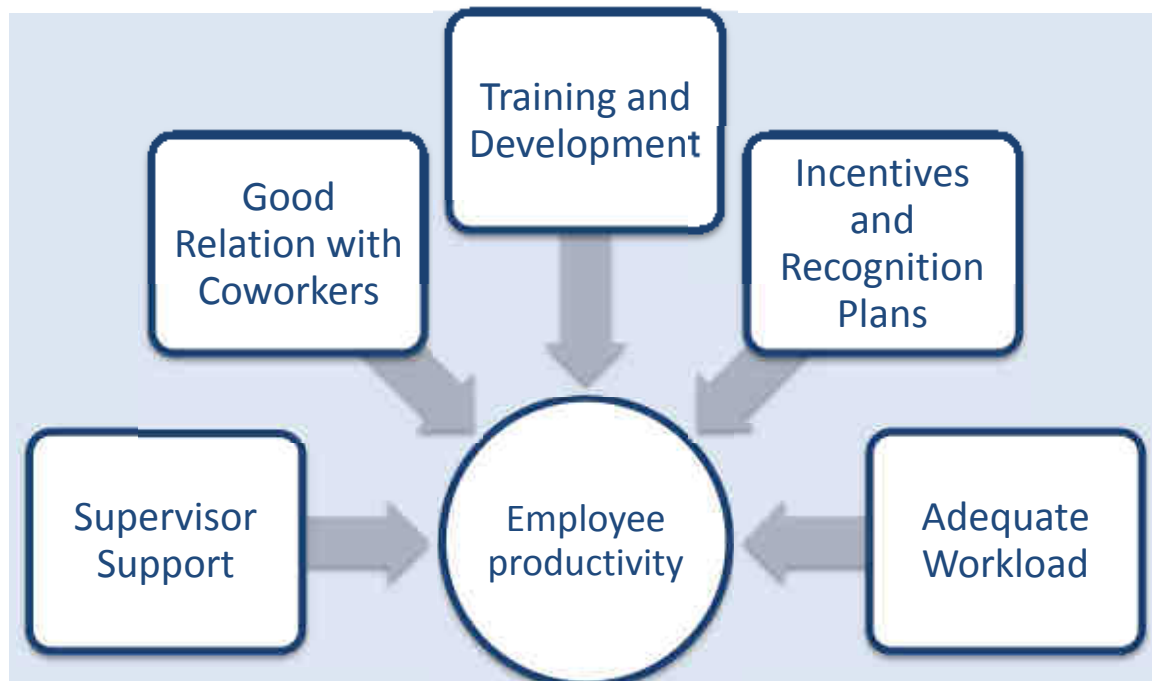 Training and
Development
Good
Relation with
Coworkers
Incentives
and
Recognition
Plans
Supervisor
Support
Employee
productivity
Adequate
Workload